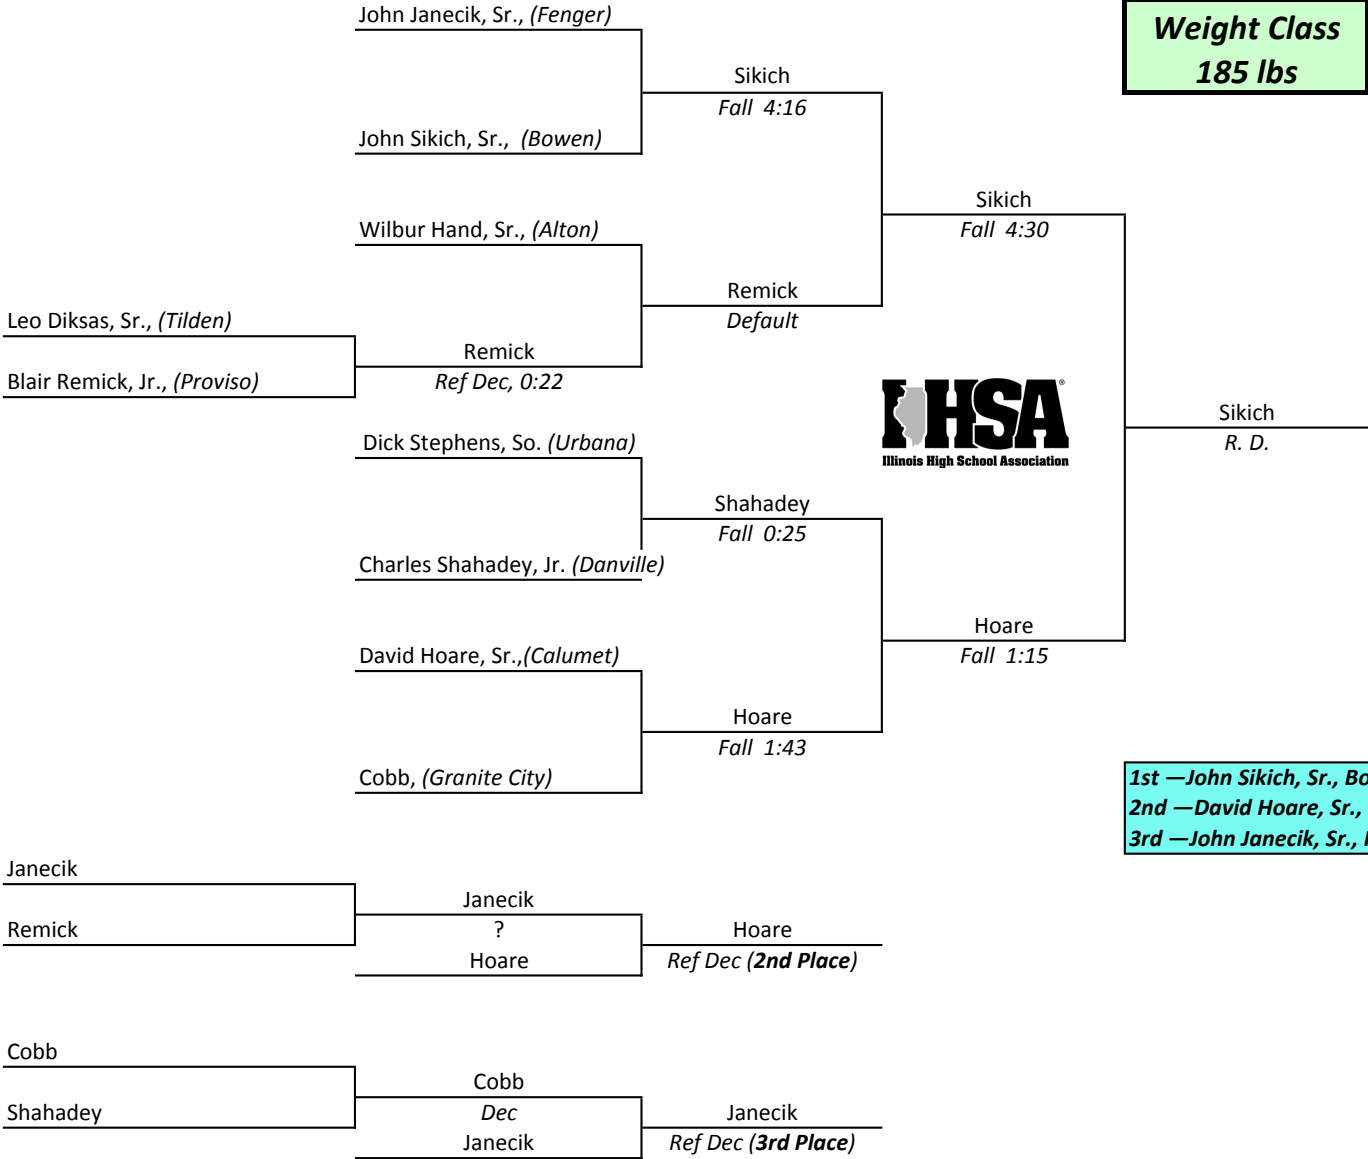 John Janecik, Sr., (Fenger)
Weight Class
185 lbs
Sikich
Fall 4:16
John Sikich, Sr., (Bowen)
Sikich
Fall 4:30
Wilbur Hand, Sr., (Alton)
Remick
Default
Leo Diksas, Sr., (Tilden)
Remick
Ref Dec, 0:22
Blair Remick, Jr., (Proviso)
IHSA®
Illinois High School Association
Sikich
R. D.
Dick Stephens, So. (Urbana)
Shahadey
Fall 0:25
Charles Shahadey, Jr. (Danville)
Hoare
Fall 1:15
David Hoare, Sr.,(Calumet)
Hoare
Fall 1:43
Cobb, (Granite City)
1st —John Sikich, Sr., Bo
2nd —David Hoare, Sr.,
3rd —John Janecik, Sr.,
Janecik
Janecik
?
Remick
Hoare
Hoare
Ref Dec (2nd Place)
Cobb
Cobb
Dec
Shahadey
Janecik
Janecik
Ref Dec (3rd Place)